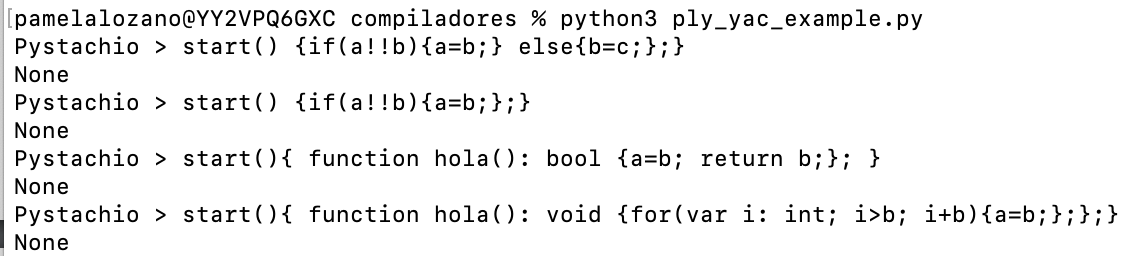 [pamelalozano@YY2VPQ6GXC compiladores % python3 ply_yac_example.py
Pystachio > start() {if(a!!b){a=b;} else{b=c;};}
None
Pystachio > start() {if(a!!b){a=b;};}
None
Pystachio > start(){ function hola(): bool {a=b; return b;}; }
None
Pystachio > start(){ function hola(): void {for(var i: int; i>b; i+b){a=b;};};}
None